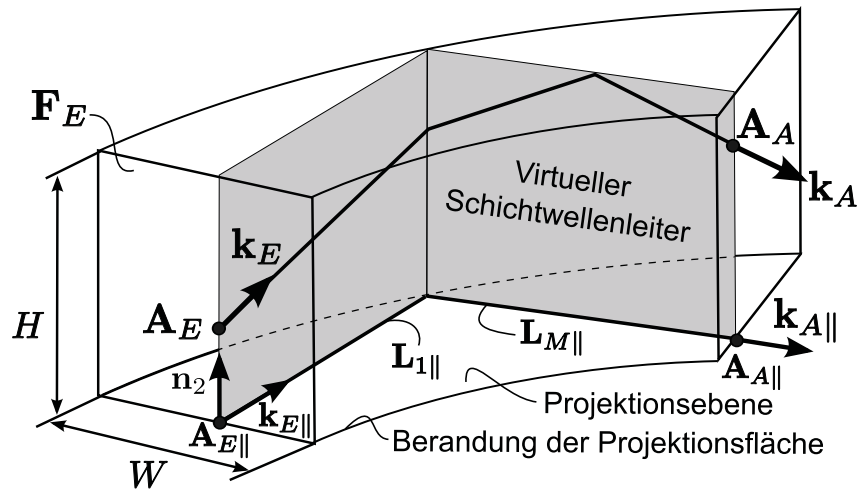 F_E
A_A
Virtueller
Schichtwellenleiter
k_A
k_E
A_E
H
k_A∥
L_M∥
L_1∥
n_2
A_A∥
k_E∥
Projektionsebene
A_E∥
Berandung der Projektionsfläche
W